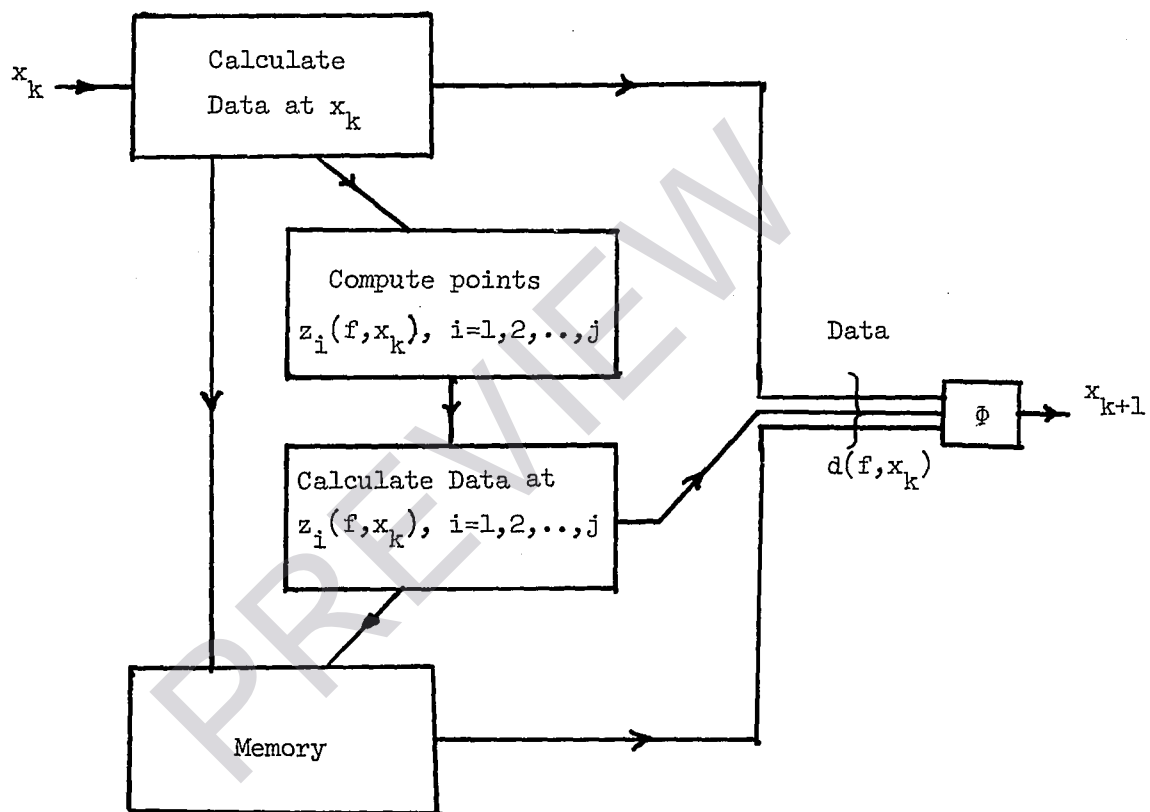 Calculate
Data at x_k
x_k
Compute points
z_i(f,x_k), i=1,2,..,j
Data
x_{k+1}
Φ
d(f,x_k)
Calculate Data at
z_i(f,x_k), i=1,2,..,j
Memory
PREVIEW